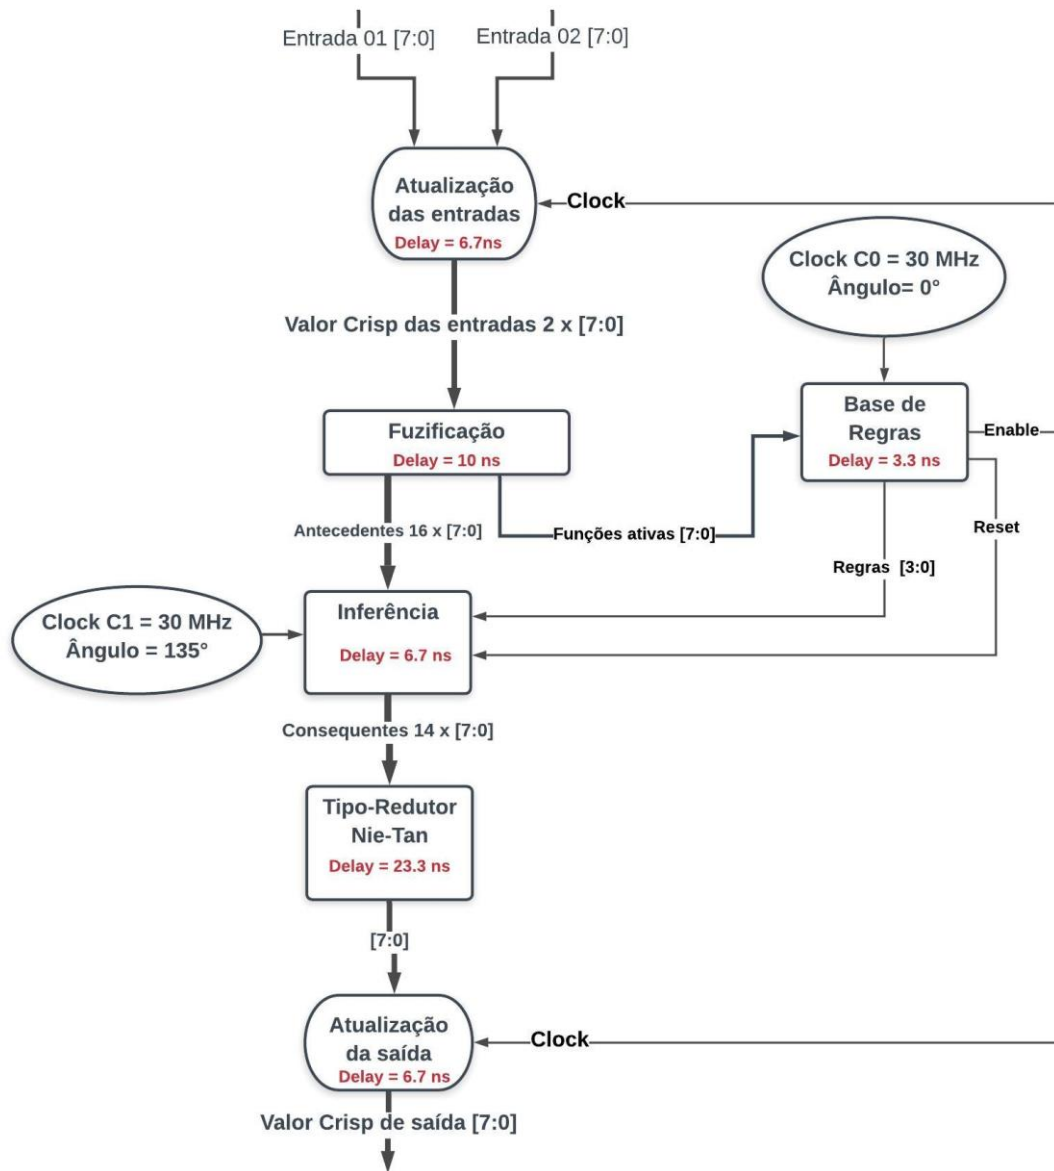 Entrada 01 [7:0]
Entrada 02 [7:0]
Atualização
das entradas
Delay = 6.7ns
Clock
Clock C0 = 30 MHz
Ângulo= 0°
Valor Crisp das entradas 2 x [7:0]
Fuzificação
Delay = 10 ns
Base de
Regras
Delay = 3.3 ns
Enable
Antecedentes 16 x [7:0]
Funções ativas [7:0]
Reset
Regras [3:0]
Clock C1 = 30 MHz
Ângulo = 135°
Inferência
Delay = 6.7 ns
Consequentes 14 x [7:0]
Tipo-Redutor
Nie-Tan
Delay = 23.3 ns
[7:0]
Atualização
da saída
Delay = 6.7 ns
Clock
Valor Crisp de saída [7:0]